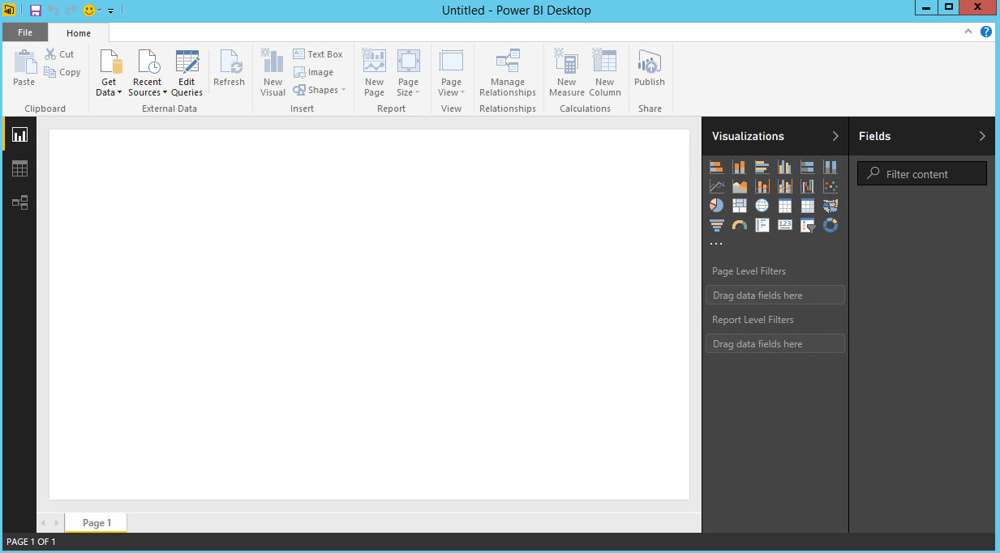 Untitled - Power BI Desktop
File
Home
Paste
Cut
Copy
Clipboard
Get Data
Recent Sources
Edit Queries
Refresh
External Data
New Visual
Text Box
Image
Shapes
Insert
New Page
Page Size
Report
Page View
View
Manage Relationships
Relationships
New Measure
New Column
Calculations
Publish
Share
Visualizations
123
Page Level Filters
Drag data fields here
Report Level Filters
Drag data fields here
Fields
Filter content
Page 1
PAGE 1 OF 1